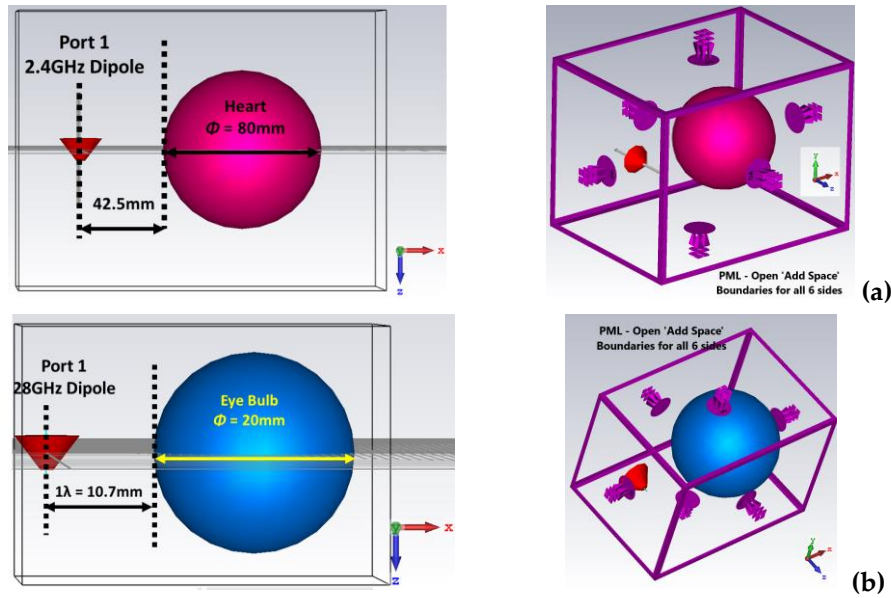 Port 1
2.4GHz Dipole
Heart
Φ = 80mm
42.5mm
y
x
z
y
x
z
PML - Open 'Add Space'
Boundaries for all 6 sides
(a)
Port 1
28GHz Dipole
Eye Bulb
Φ = 20mm
1λ = 10.7mm
y
x
z
PML - Open 'Add Space'
Boundaries for all 6 sides
y
x
z
(b)